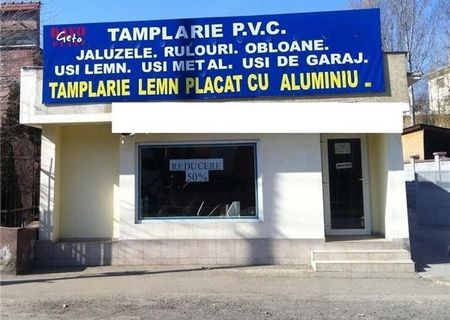 Geto
TAMPLARIE P.V.C.
JALUZELE. RULOURI. OBLOANE.
USI LEMN. USI METAL. USI DE GARAJ.
TAMPLARIE LEMN PLACAT CU ALUMINIU
REDUCERE
50%